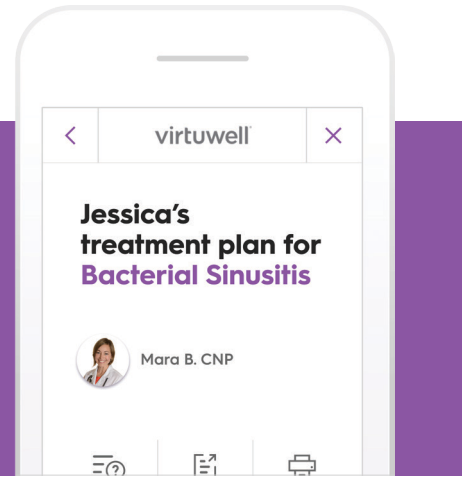 virtuwell
Jessica's
treatment plan for
Bacterial Sinusitis
Mara B. CNP